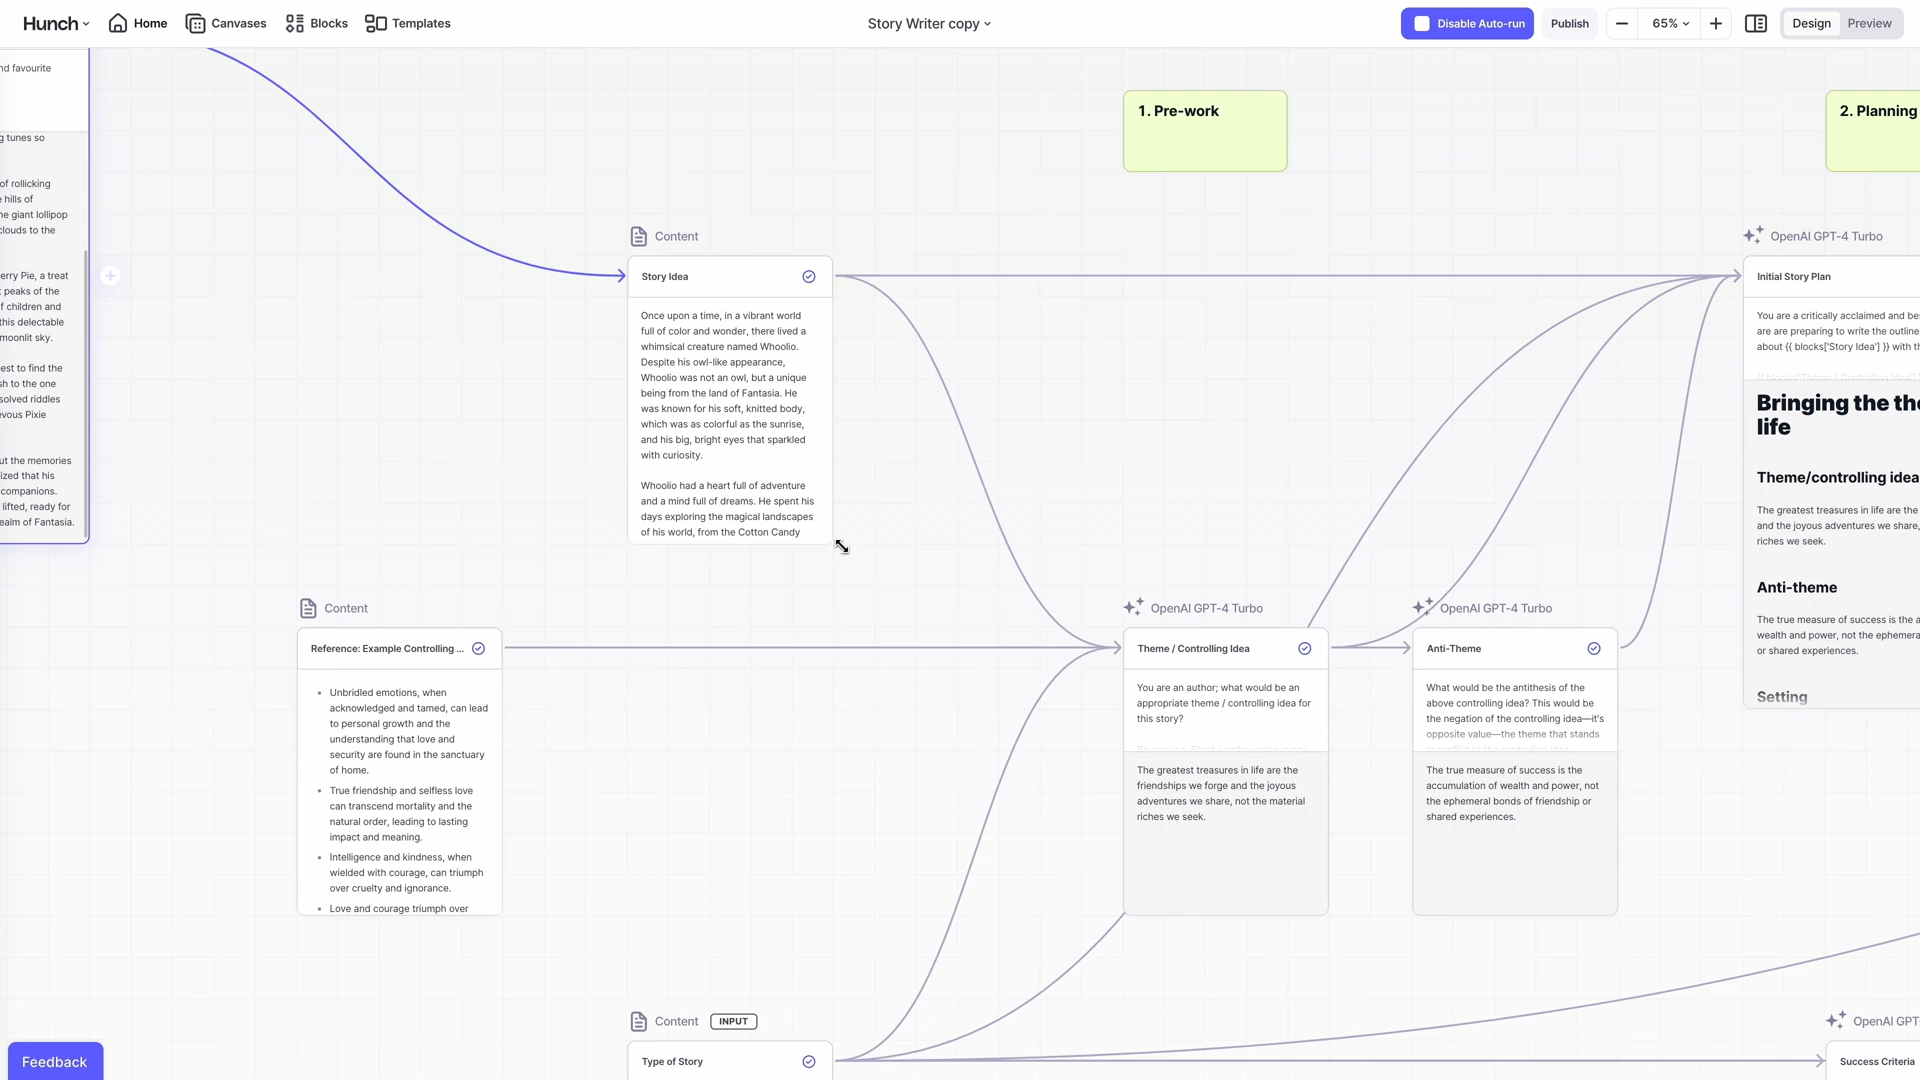 Hunch
Home
Canvases
Blocks
Templates
Story Writer copy
Disable Auto-run
Publish
65%
Design
Preview
nd favourite
g tunes so
of rollicking
e hills of
he giant lollipop
clouds to the
erry Pie, a treat
t peaks of the
of children and
this delectable
moonlit sky.
est to find the
sh to the one
solved riddles
evous Pixie
ut the memories
ized that his
companions.
lifted, ready for
ealm of Fantasia.
1. Pre-work
2. Planning
Content
Story Idea
Once upon a time, in a vibrant world
full of color and wonder, there lived a
whimsical creature named Whoolio.
Despite his owl-like appearance,
Whoolio was not an owl, but a unique
being from the land of Fantasia. He
was known for his soft, knitted body,
which was as colorful as the sunrise,
and his big, bright eyes that sparkled
with curiosity.
Whoolio had a heart full of adventure
and a mind full of dreams. He spent his
days exploring the magical landscapes
of his world, from the Cotton Candy
OpenAI GPT-4 Turbo
Initial Story Plan
You are a critically acclaimed and be
are are preparing to write the outline
about {{ blocks['Story Idea'] }} with th
Bringing the th
life
Theme/controlling idea
The greatest treasures in life are the
and the joyous adventures we share,
riches we seek.
Anti-theme
The true measure of success is the a
wealth and power, not the ephemera
or shared experiences.
Setting
Content
Reference: Example Controlling ...
• Unbridled emotions, when
acknowledged and tamed, can lead
to personal growth and the
understanding that love and
security are found in the sanctuary
of home.
• True friendship and selfless love
can transcend mortality and the
natural order, leading to lasting
impact and meaning.
• Intelligence and kindness, when
wielded with courage, can triumph
over cruelty and ignorance.
• Love and courage triumph over
OpenAI GPT-4 Turbo
Theme / Controlling Idea
You are an author; what would be an
appropriate theme / controlling idea for
this story?
The greatest treasures in life are the
friendships we forge and the joyous
adventures we share, not the material
riches we seek.
OpenAI GPT-4 Turbo
Anti-Theme
What would be the antithesis of the
above controlling idea? This would be
the negation of the controlling idea—it's
opposite value—the theme that stands
The true measure of success is the
accumulation of wealth and power, not
the ephemeral bonds of friendship or
shared experiences.
Content
INPUT
Type of Story
OpenAI GPT-
Success Criteria
Feedback